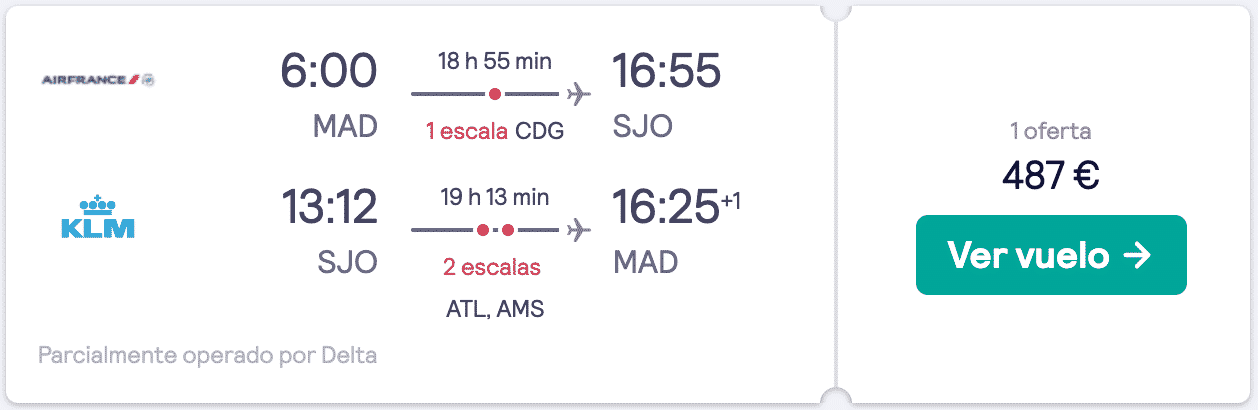 AIRFRANCE
6:00
18 h 55 min
16:55
MAD
1 escala CDG
SJO
KLM
13:12
19 h 13 min
16:25+1
SJO
2 escalas
MAD
ATL, AMS
Parcialmente operado por Delta
1 oferta
487 €
Ver vuelo →